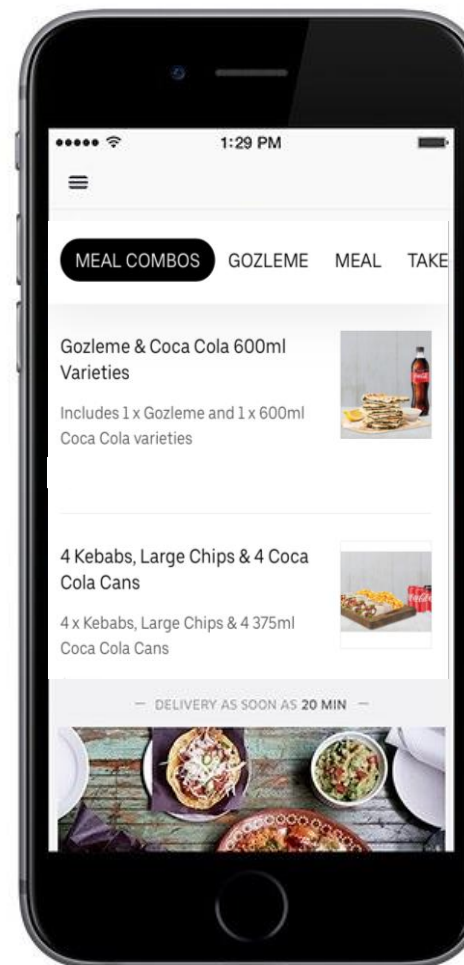 1:29 PM
MEAL COMBOS GOZLEME MEAL TAKE
Gozleme & Coca Cola 600ml
Varieties
Includes 1 x Gozleme and 1 x 600ml
Coca Cola varieties
4 Kebabs, Large Chips & 4 Coca
Cola Cans
4 x Kebabs, Large Chips & 4 375ml
Coca Cola Cans
— DELIVERY AS SOON AS 20 MIN —